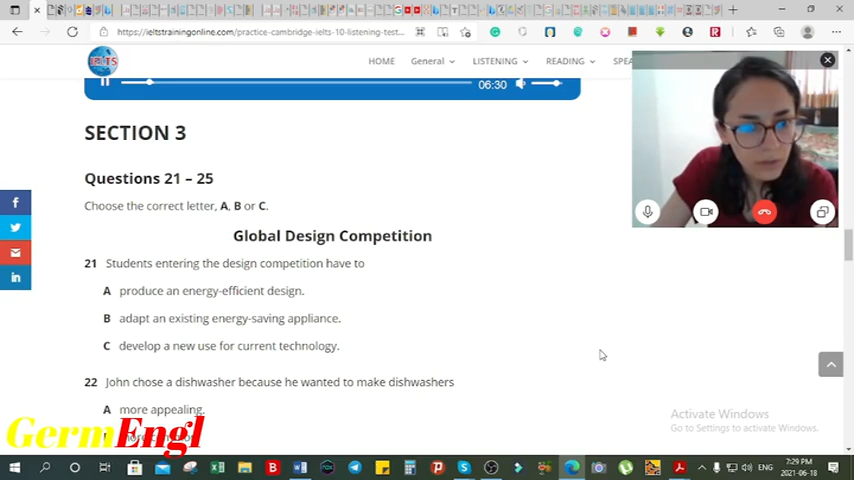 https://ieltstrainingonline.com/practice-cambridge-ielts-10-listening-test...
IELTS
HOME General LISTENING READING SPEA
06:30
SECTION 3
Questions 21 – 25
Choose the correct letter, A, B or C.
Global Design Competition
21 Students entering the design competition have to
A produce an energy-efficient design.
B adapt an existing energy-saving appliance.
C develop a new use for current technology.
22 John chose a dishwasher because he wanted to make dishwashers
A more appealing.
GermEngl
Activate Windows
Go to Settings to activate Windows.
ENG
7:29 PM
2021-06-18